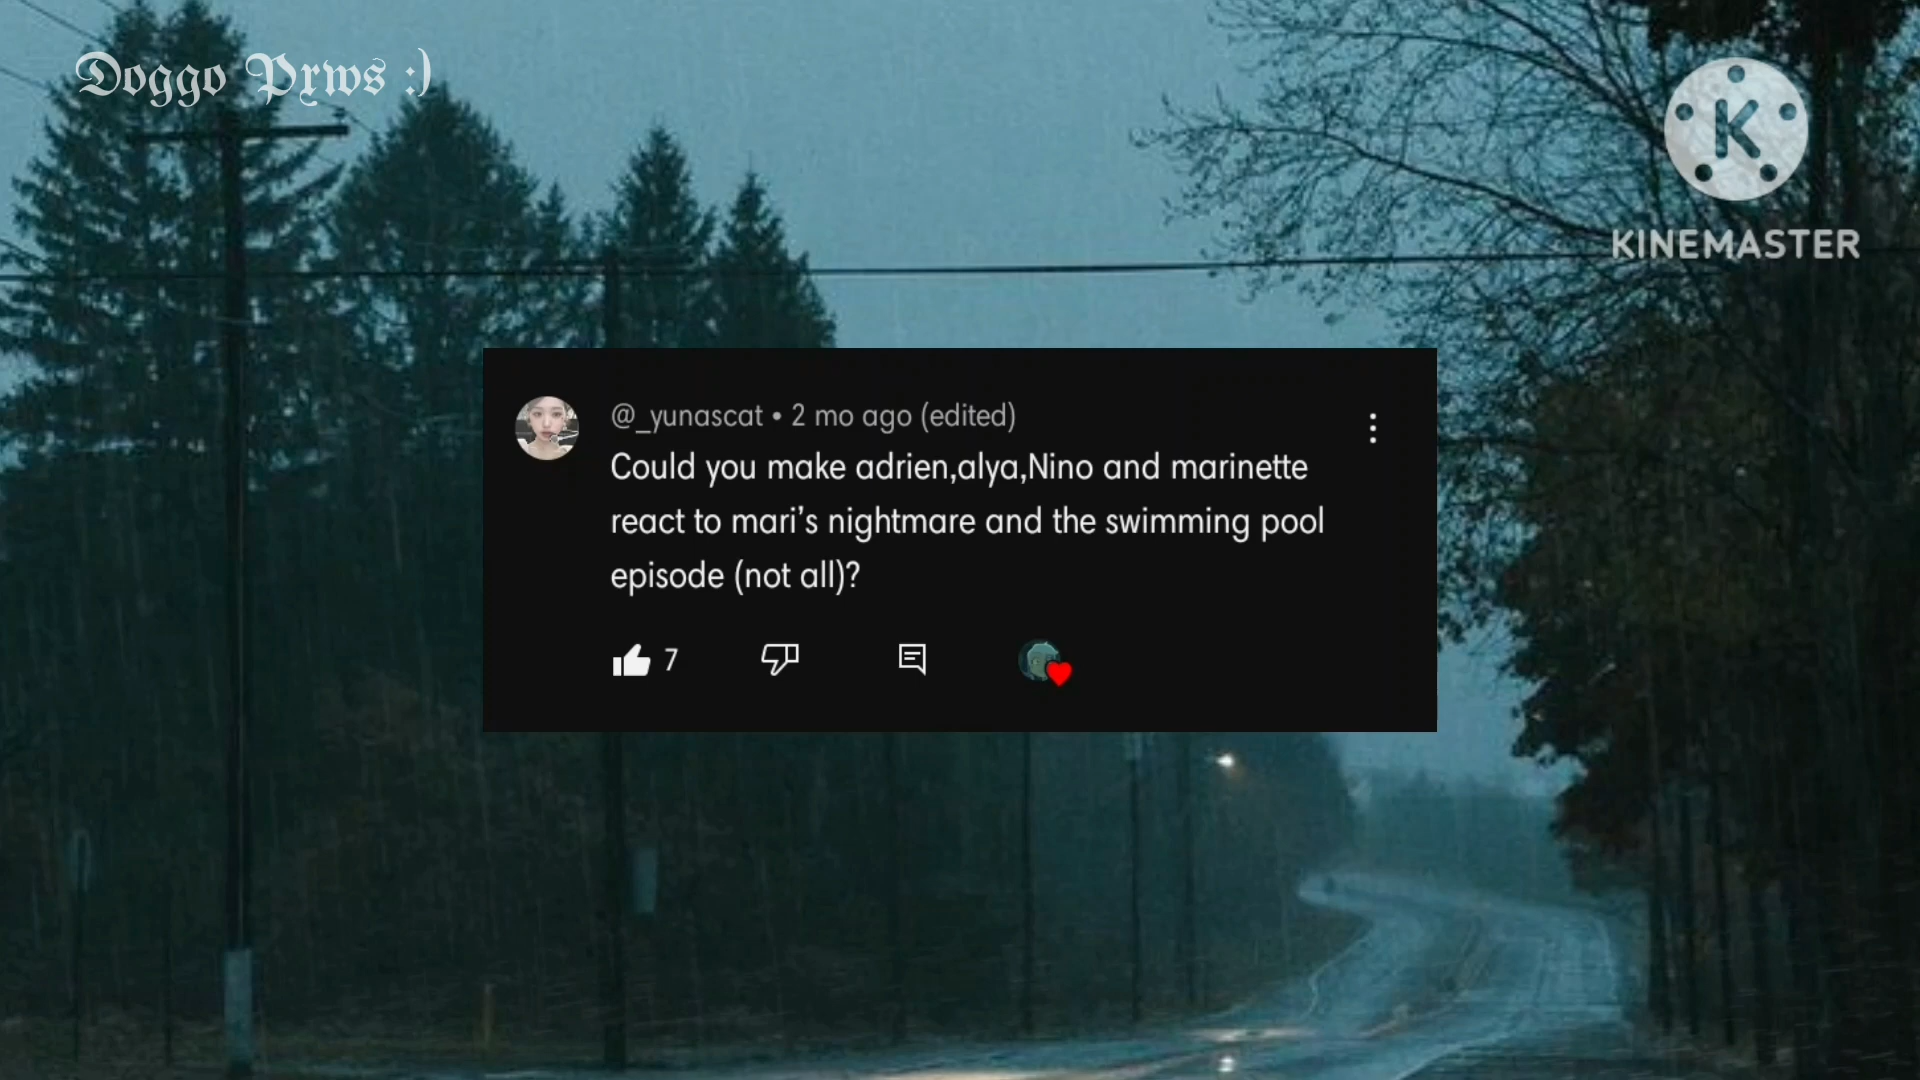 Doggo Pxws :)
K
KINEMASTER
@_yunascat • 2 mo ago (edited)
Could you make adrien,alya,Nino and marinette
react to mari’s nightmare and the swimming pool
episode (not all)?
7